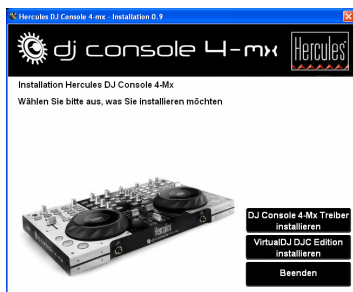 Hercules DJ Console 4-mx - Installation 0.9
dj console 4-mx
Hercules
Installation Hercules DJ Console 4-Mx
Wählen Sie bitte aus, was Sie installieren möchten
DJ Console 4-Mx Treiber
installieren
VirtualDJ DJC Edition
installieren
Beenden